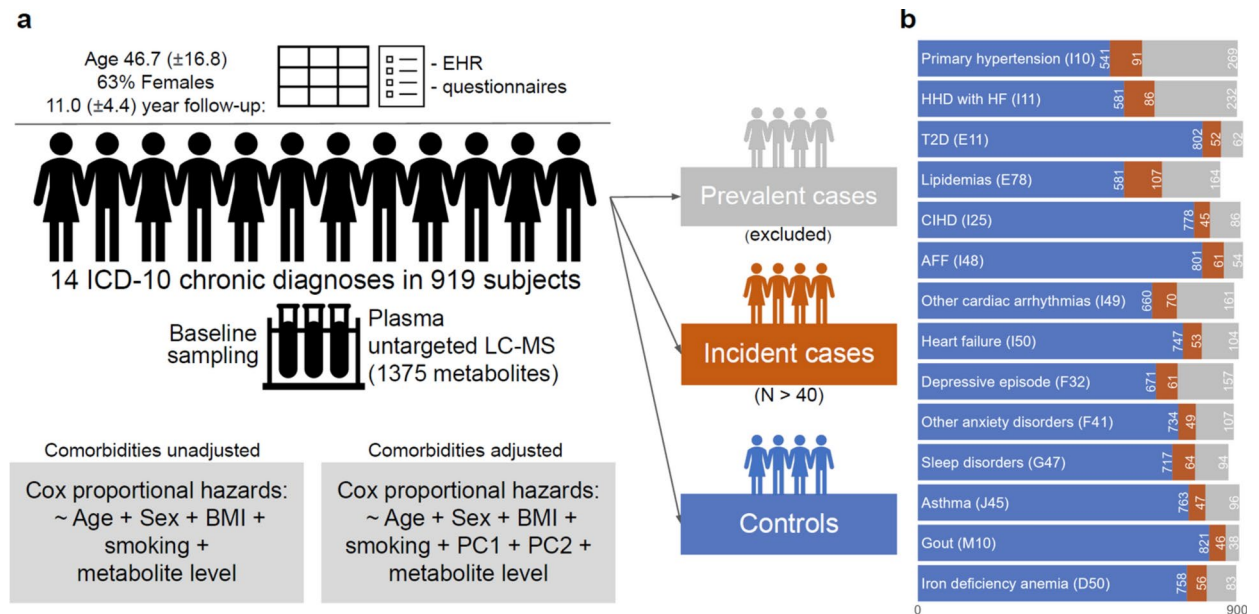 a
Age 46.7 (±16.8)
63% Females
11.0 (±4.4) year follow-up:
- EHR
- questionnaires
14 ICD-10 chronic diagnoses in 919 subjects
Baseline
sampling
Plasma
untargeted LC-MS
(1375 metabolites)
Comorbidities unadjusted
Cox proportional hazards:
~ Age + Sex + BMI +
smoking +
metabolite level
Comorbidities adjusted
Cox proportional hazards:
~ Age + Sex + BMI +
smoking + PC1 + PC2 +
metabolite level
Prevalent cases
(excluded)
Incident cases
(N > 40)
Controls
b
Primary hypertension (I10) 541 91 269
HHD with HF (I11) 581 86 232
T2D (E11) 802 52 62
Lipidemias (E78) 581 107 164
CIHD (I25) 778 45 86
AFF (I48) 801 61 54
Other cardiac arrhythmias (I49) 660 70 161
Heart failure (I50) 747 53 104
Depressive episode (F32) 671 61 157
Other anxiety disorders (F41) 734 49 107
Sleep disorders (G47) 717 64 94
Asthma (J45) 763 47 96
Gout (M10) 821 46 38
Iron deficiency anemia (D50) 758 56 83
0 900